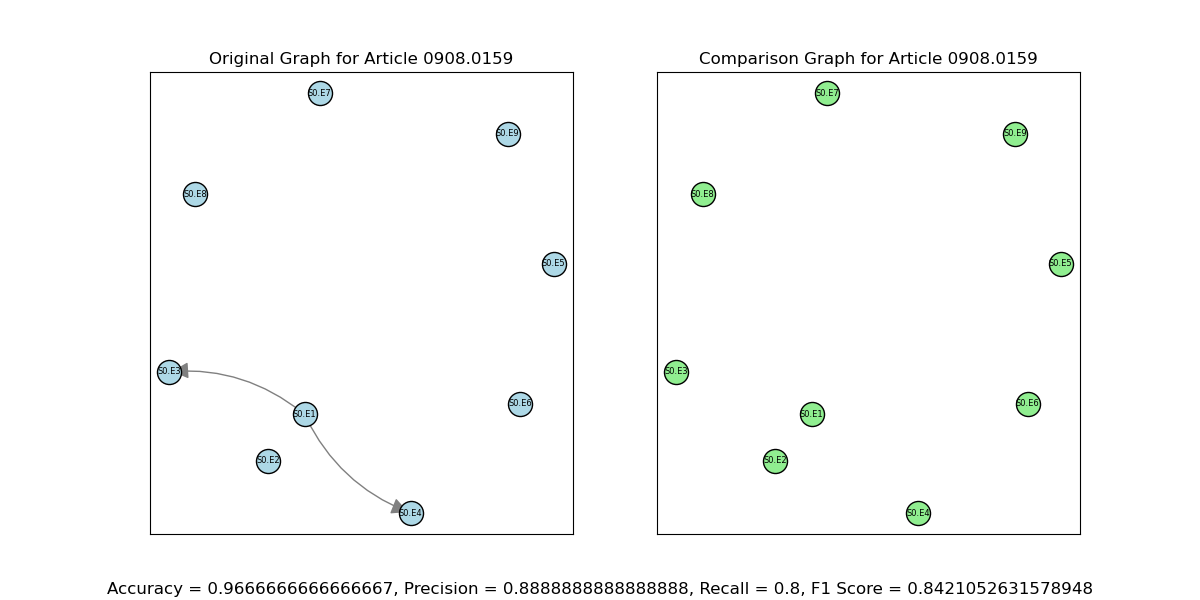 Original Graph for Article 0908.0159
S0.E7
S0.E9
S0.E8
S0.E5
S0.E3
S0.E6
S0.E1
S0.E2
S0.E4
Comparison Graph for Article 0908.0159
S0.E7
S0.E9
S0.E8
S0.E5
S0.E3
S0.E6
S0.E1
S0.E2
S0.E4
Accuracy = 0.9666666666666667, Precision = 0.8888888888888888, Recall = 0.8, F1 Score = 0.8421052631578948